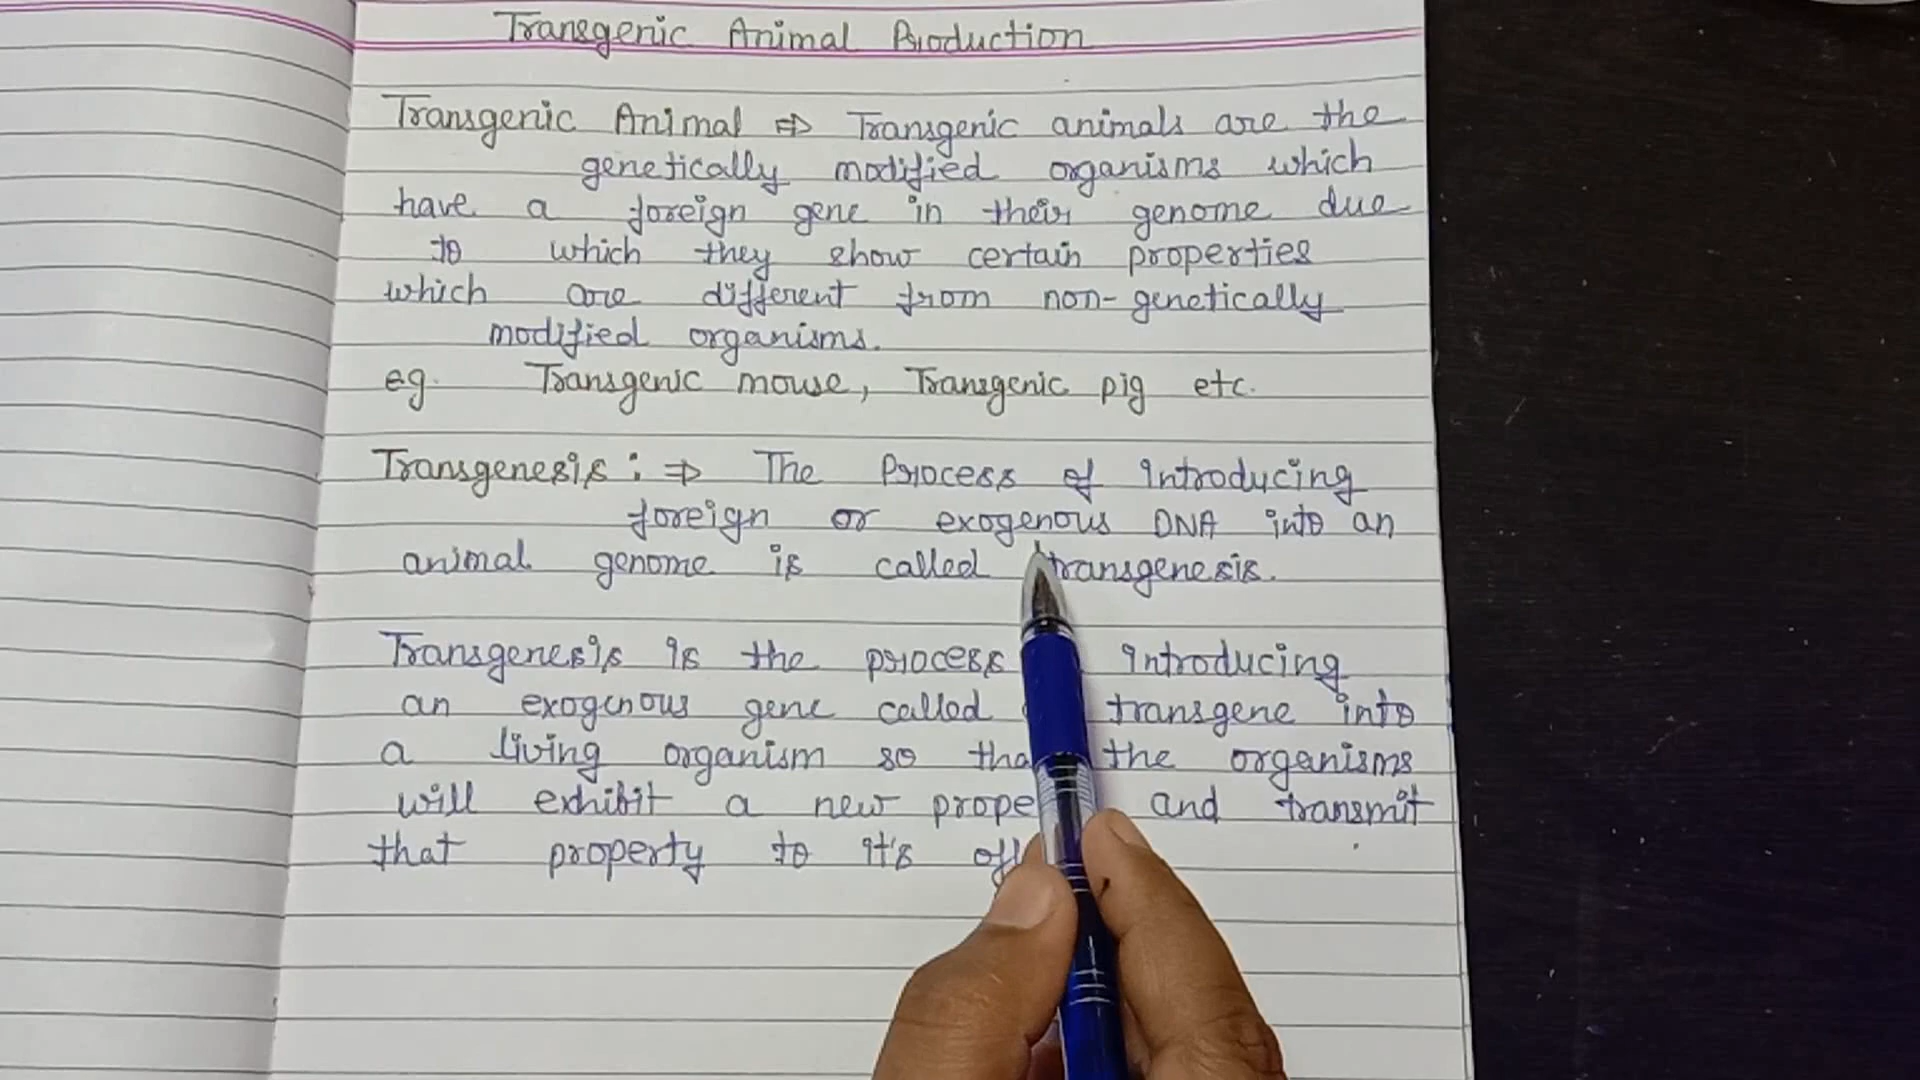 Transgenic Animal Production
Transgenic Animal ⇒ Transgenic animals are the
genetically modified organisms which
have a foreign gene in their genome due
to which they show certain properties
which are different from non-genetically
modified organisms.
eg. Transgenic mouse, Transgenic pig etc.
Transgenesis : ⇒ The Process of introducing
foreign or exogenous DNA into an
animal genome is called transgenesis.
Transgenesis is the process introducing
an exogenous gene called transgene into
a living organism so the organisms
will exhibit a new and transmit
that property to it's